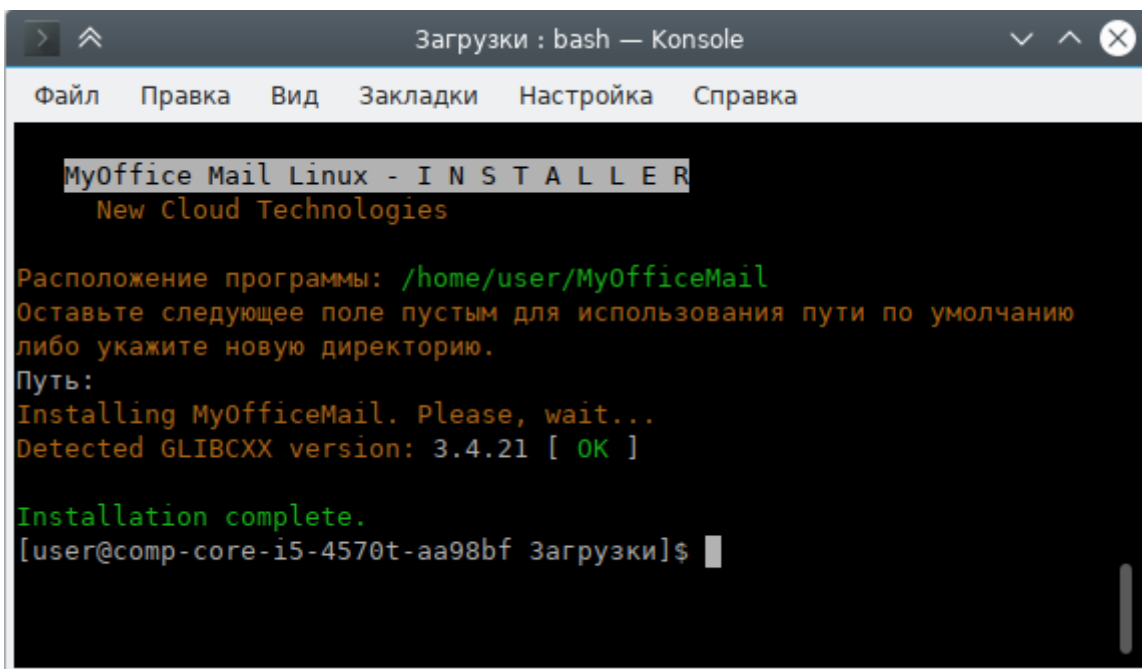 Загрузки : bash — Konsole
Файл Правка Вид Закладки Настройка Справка
MyOffice Mail Linux - I N S T A L L E R
New Cloud Technologies
Расположение программы: /home/user/MyOfficeMail
Оставьте следующее поле пустым для использования пути по умолчанию
либо укажите новую директорию.
Путь:
Installing MyOfficeMail. Please, wait...
Detected GLIBCXX version: 3.4.21 [ OK ]
Installation complete.
[user@comp-core-i5-4570t-aa98bf Загрузки]$